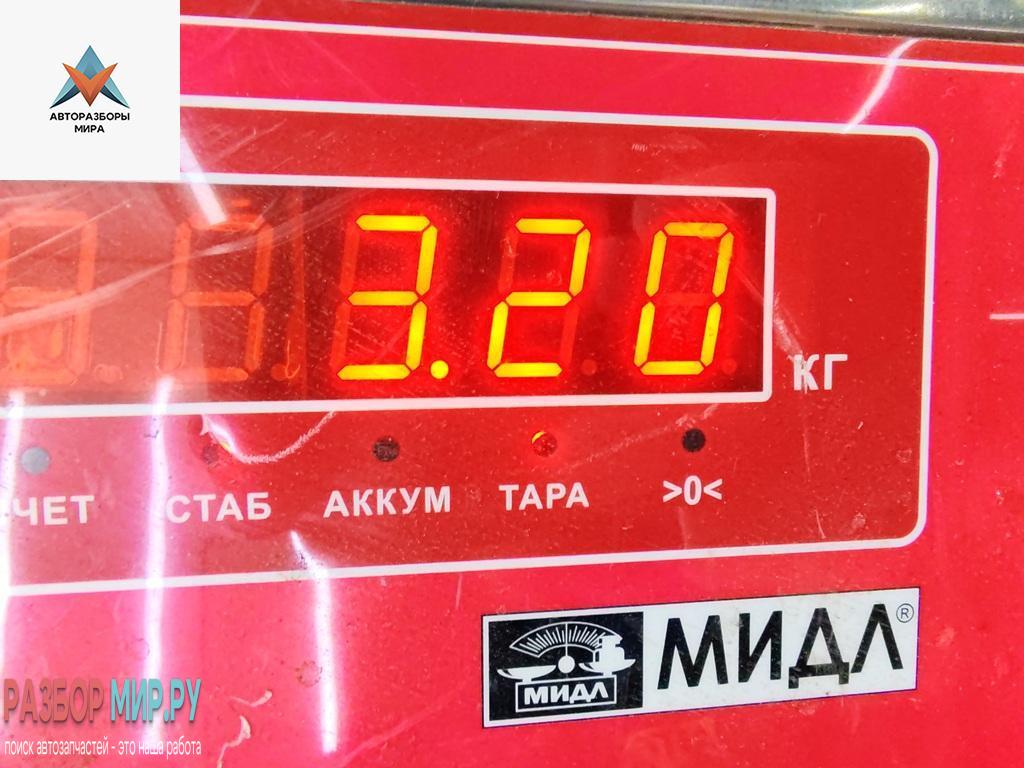 АВТОРАЗБОРЫ
МИРА
3.20
КГ
ЧЕТ СТАБ АККУМ ТАРА >0<
МИДЛ
МИДЛ®
РАЗБОР МИР.РУ
поиск автозапчастей - это наша работа